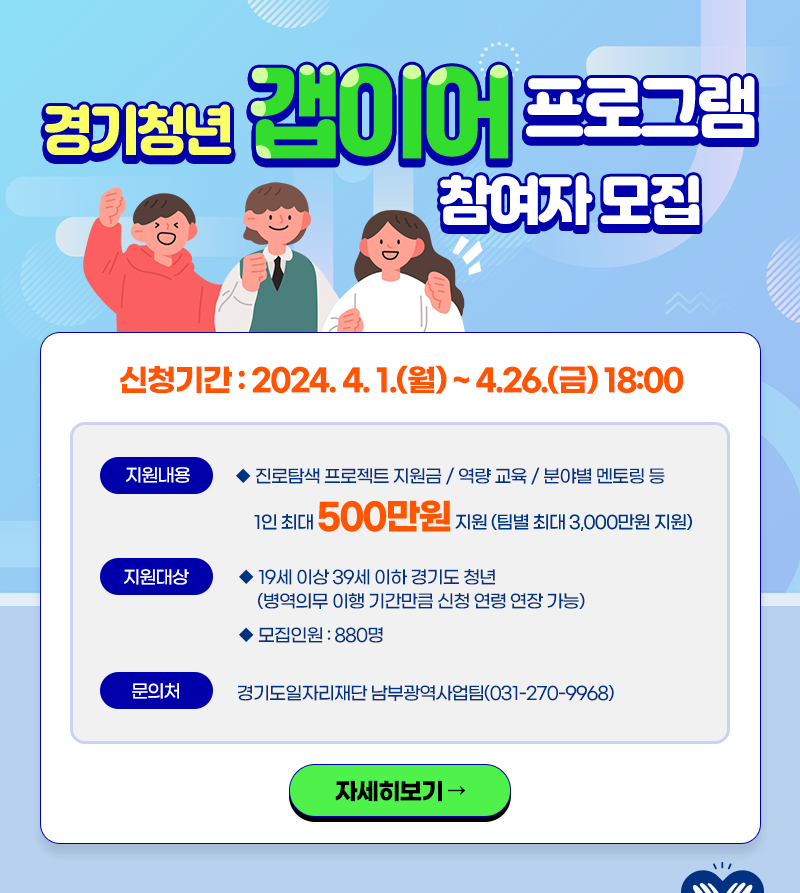 경기청년 갭이어 프로그램
참여자 모집
신청기간 : 2024. 4. 1.(월) ~ 4.26.(금) 18:00
지원내용 ◆ 진로탐색 프로젝트 지원금 / 역량 교육 / 분야별 멘토링 등
1인 최대 500만원 지원 (팀별 최대 3,000만원 지원)
지원대상 ◆ 19세 이상 39세 이하 경기도 청년
(병역의무 이행 기간만큼 신청 연령 연장 가능)
◆ 모집인원 : 880명
문의처 경기도일자리재단 남부광역사업팀(031-270-9968)
자세히보기 →